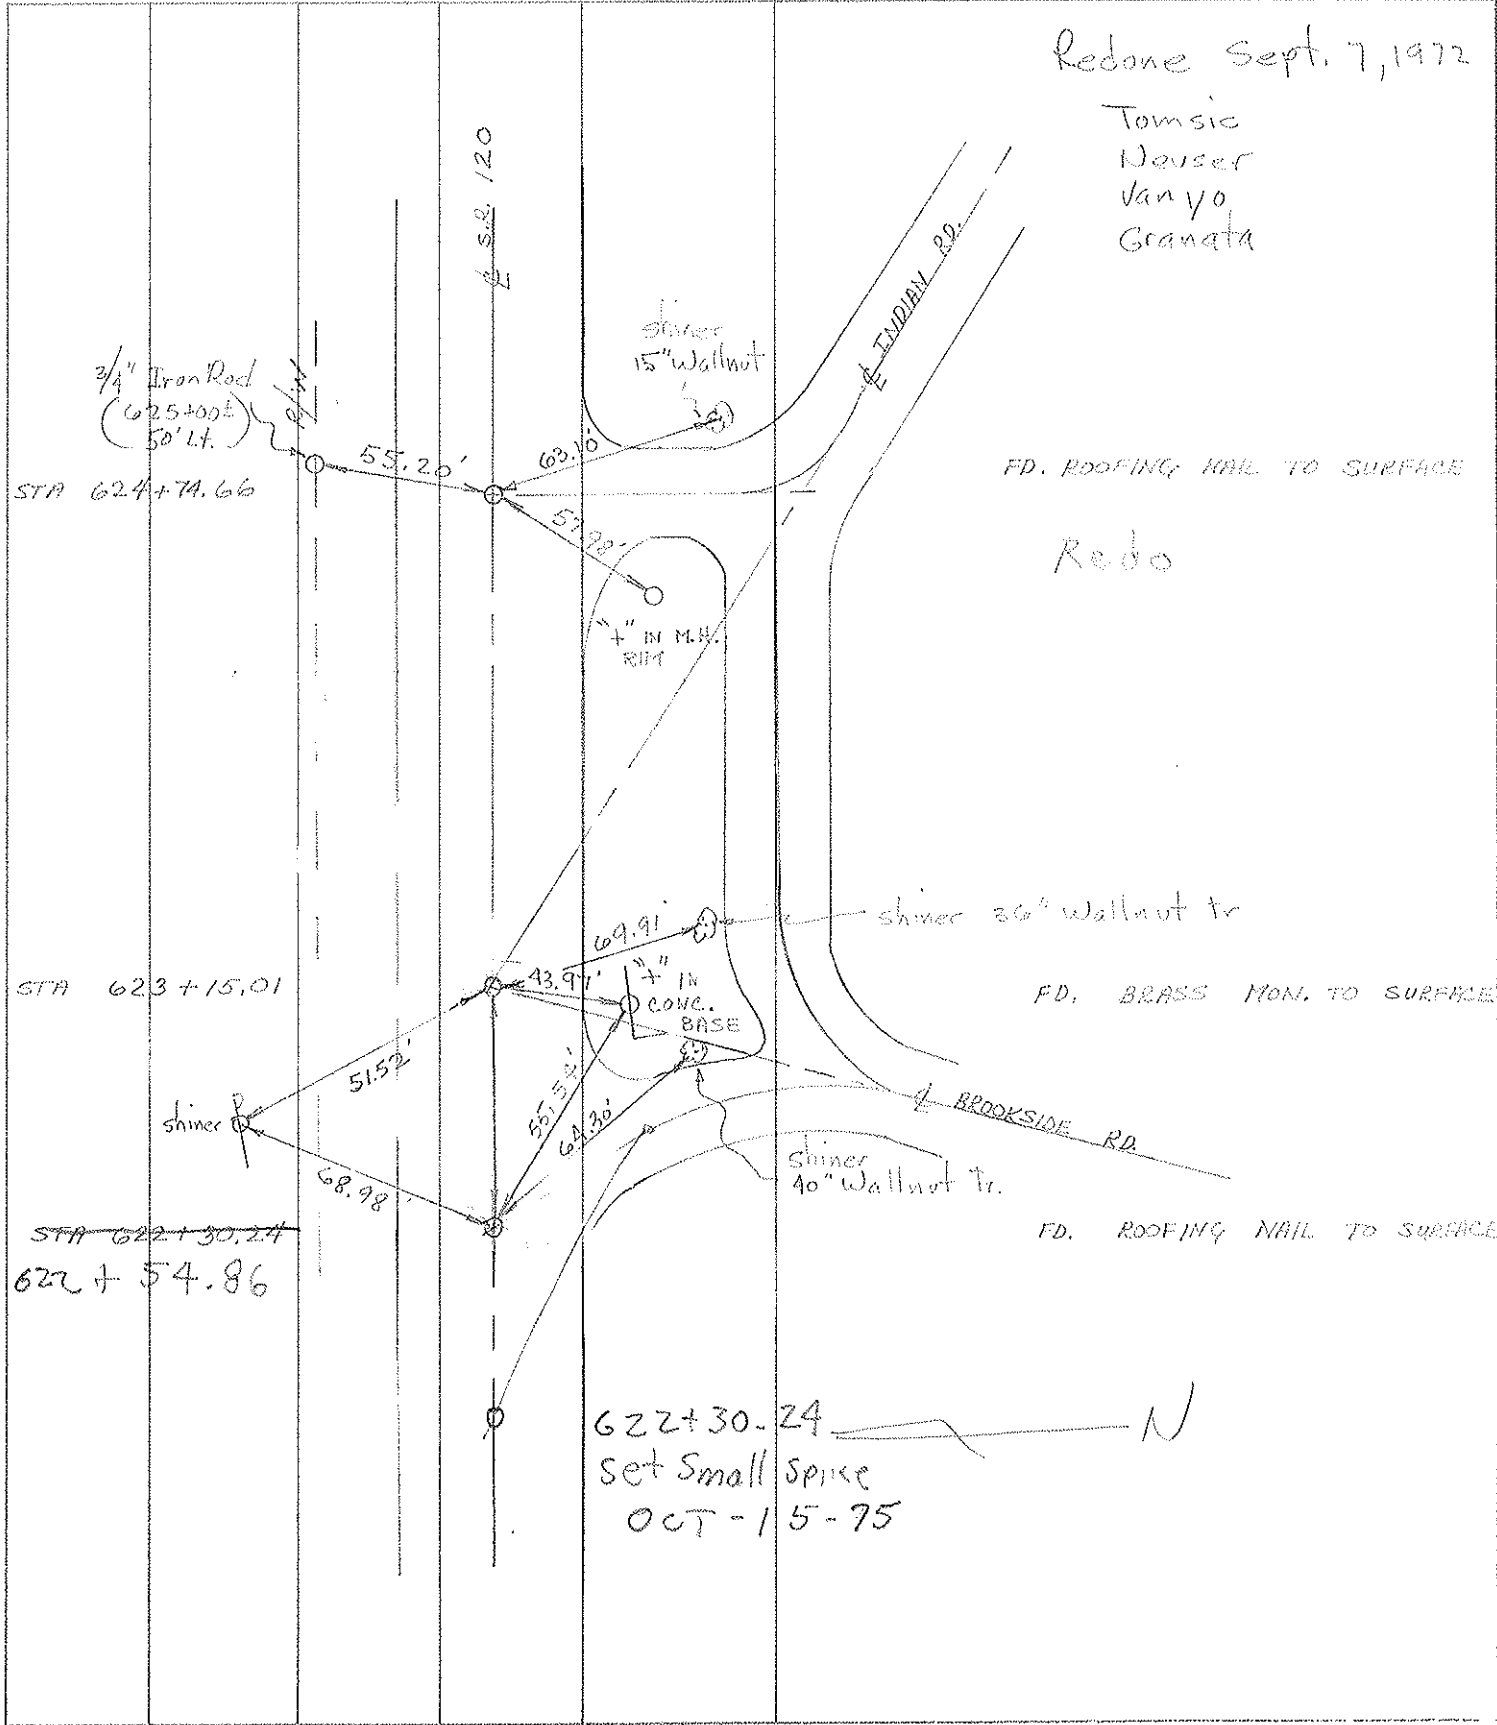 Redone Sept. 7, 1972
Tomsic
Neuser
Vanyo
Granata
℄ S.R. 120
℄ INDIAN RD.
shiner
15" Wallnut
3/4" Iron Rod
(625+00±
50' Lt.)
R/W
55.20'
63.10'
STA 624+74.66
FD. ROOFING NAIL TO SURFACE
57.98'
Redo
"+" IN M.H.
RIM
69.91'
shiner 36" Wallnut tr
STA 623+15.01
43.97'
"+" IN
CONC.
BASE
FD. BRASS MON. TO SURFACE
51.52'
shiner
55.54'
64.30'
℄ BROOKSIDE RD.
68.98'
shiner
40" Wallnut Tr.
STA 622+30.24
622+54.86
FD. ROOFING NAIL TO SURFACE
622+30.24
N
Set Small Spike
OCT-15-75